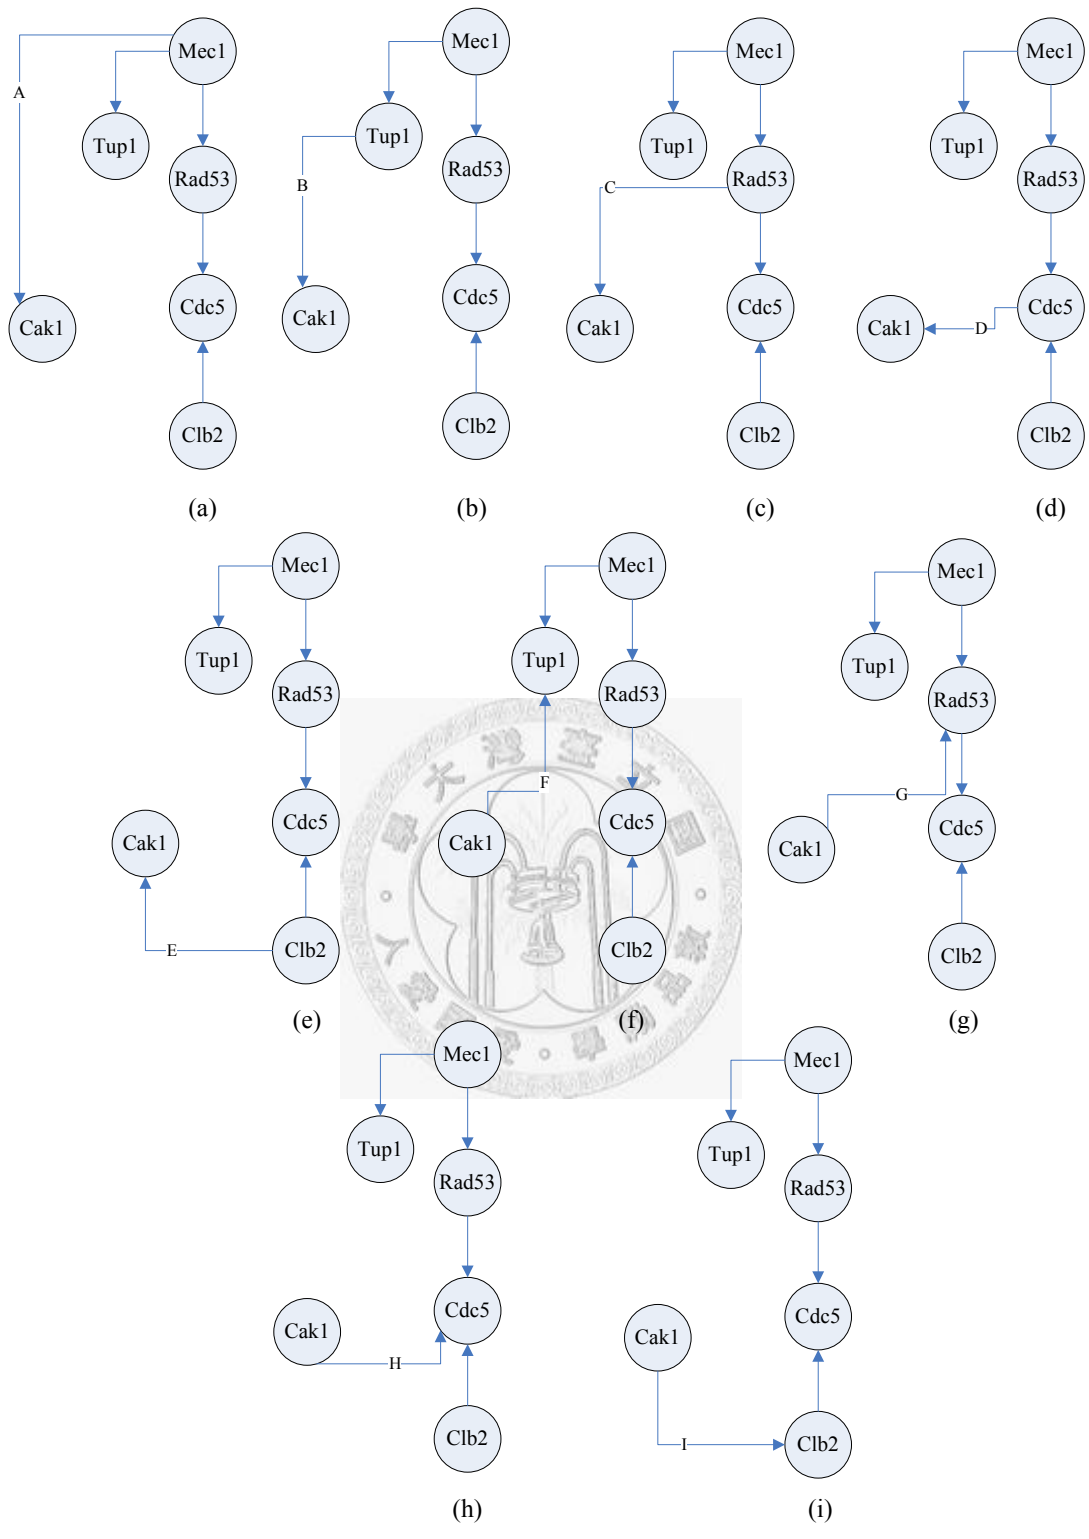 Mec1
A
Tup1
Rad53
Cdc5
Cak1
Clb2
(a)
Mec1
Tup1
Rad53
B
Cdc5
Cak1
Clb2
(b)
Mec1
Tup1
Rad53
C
Cdc5
Cak1
Clb2
(c)
Mec1
Tup1
Rad53
Cdc5
Cak1
D
Clb2
(d)
Mec1
Tup1
Rad53
Cdc5
Cak1
E
Clb2
(e)
Mec1
Tup1
Rad53
F
Cdc5
Cak1
Clb2
(f)
Mec1
Tup1
Rad53
G
Cdc5
Cak1
Clb2
(g)
Mec1
Tup1
Rad53
Cdc5
Cak1
H
Clb2
(h)
Mec1
Tup1
Rad53
Cdc5
Cak1
I
Clb2
(i)